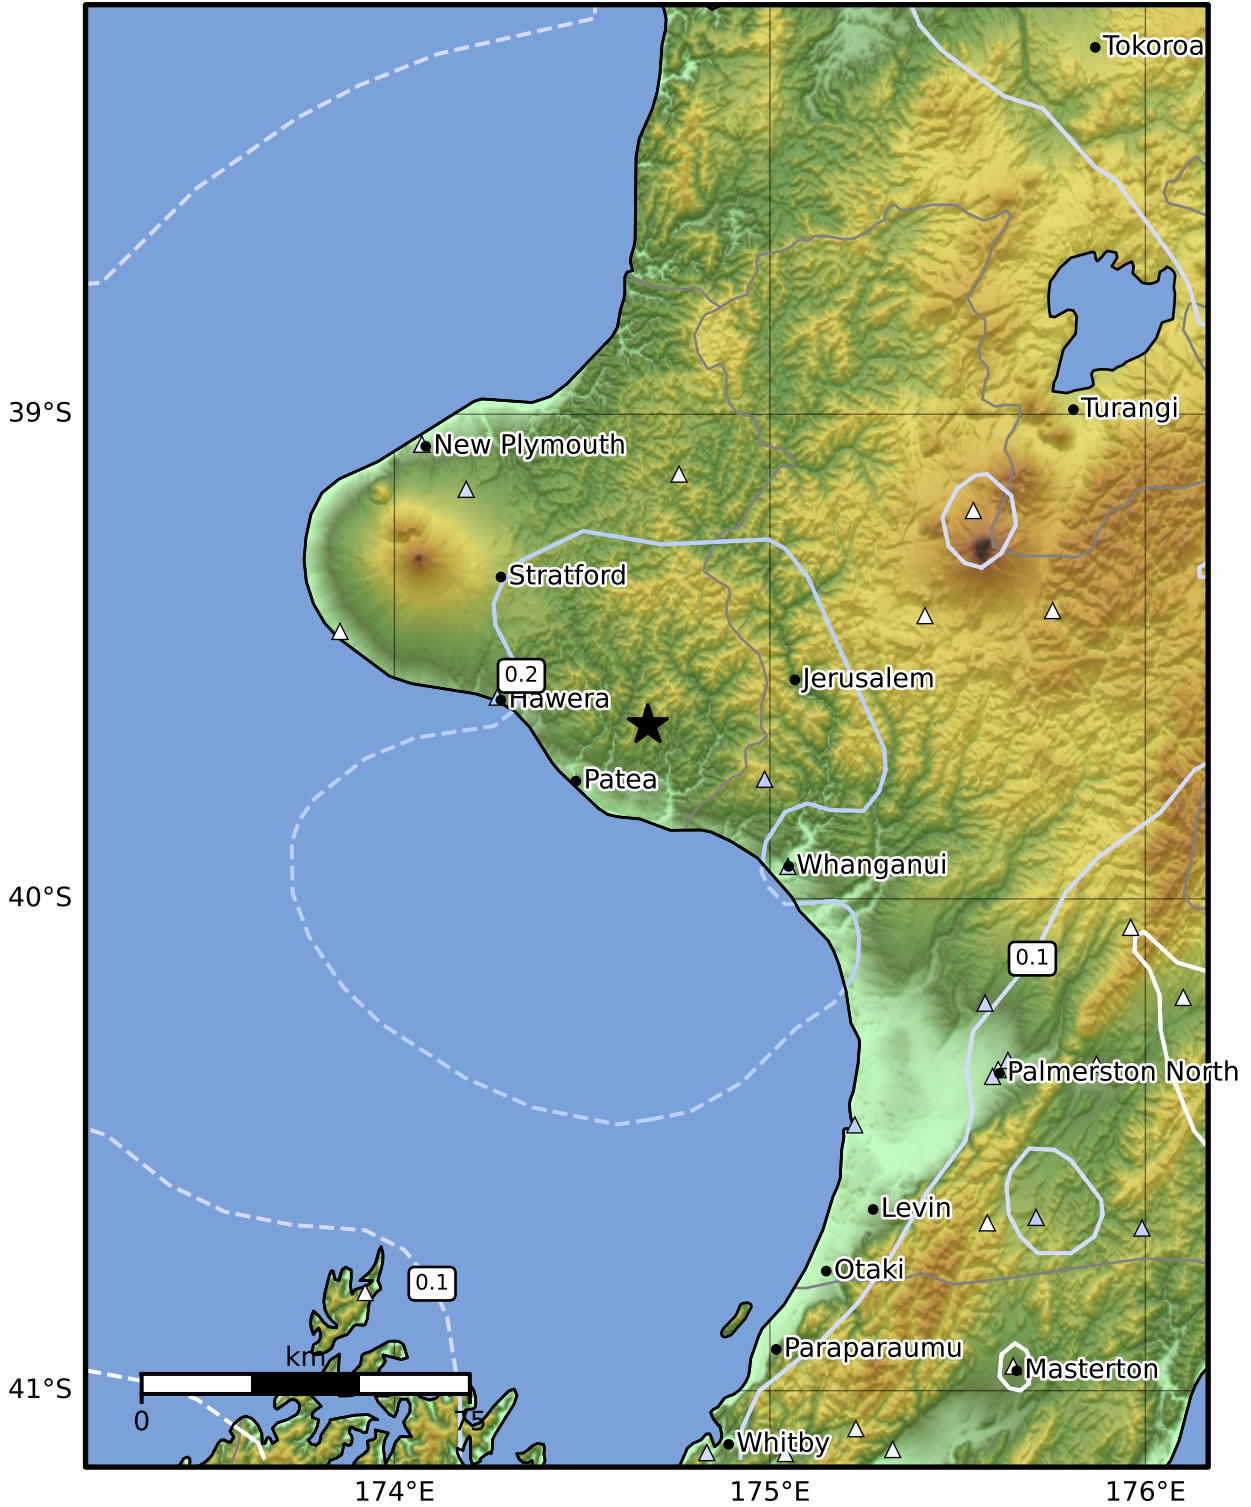 Tokoroa
39°S
Turangi
New Plymouth
Stratford
0.2
Jerusalem
Hawera
Patea
Whanganui
40°S
0.1
Palmerston North
Levin
Otaki
0.1
Paraparaumu
km
Masterton
41°S
0
75
Whitby
174°E
175°E
176°E